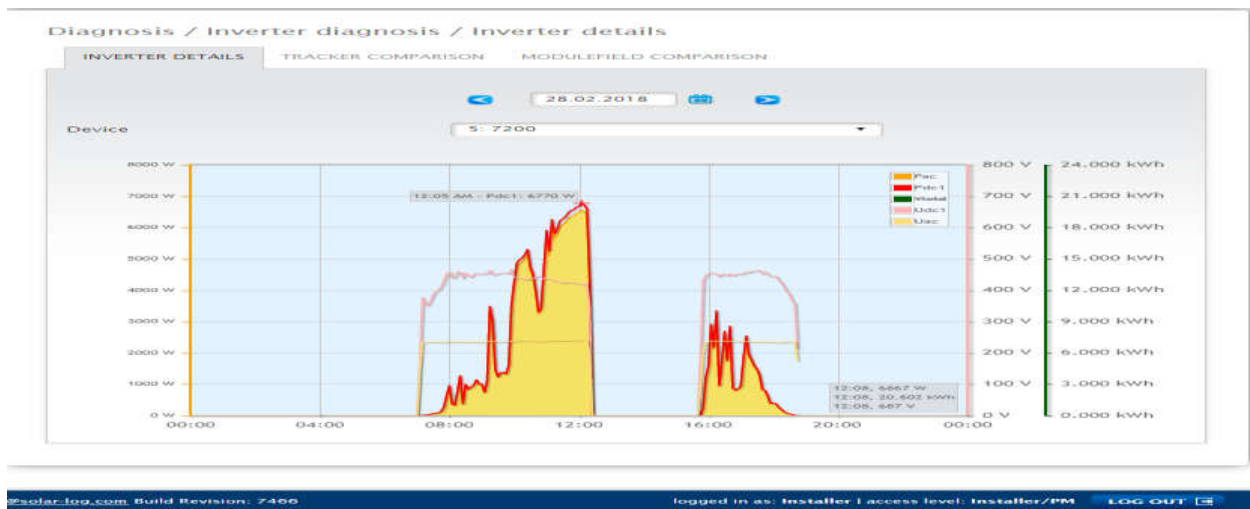 Diagnosis / Inverter diagnosis / Inverter details
INVERTER DETAILS TRACKER COMPARISON MODULEFIELD COMPARISON
28.02.2018
Device 5: 7200
8000 W 800 V 24.000 kWh
7000 W 700 V 21.000 kWh
6000 W 600 V 18.000 kWh
5000 W 500 V 15.000 kWh
4000 W 400 V 12.000 kWh
3000 W 300 V 9.000 kWh
2000 W 200 V 6.000 kWh
1000 W 100 V 3.000 kWh
0 W 0 V 0.000 kWh
12:05 AM - Pdc1: 6770 W
Pac
Pdc1
Udc1
Uac
12:08, 6867 W
12:08, 20.602 kWh
12:08, 687 V
00:00 04:00 08:00 12:00 16:00 20:00 00:00
@solar-log.com Build Revision: 7466 logged in as: Installer | access level: Installer/PM LOG OUT